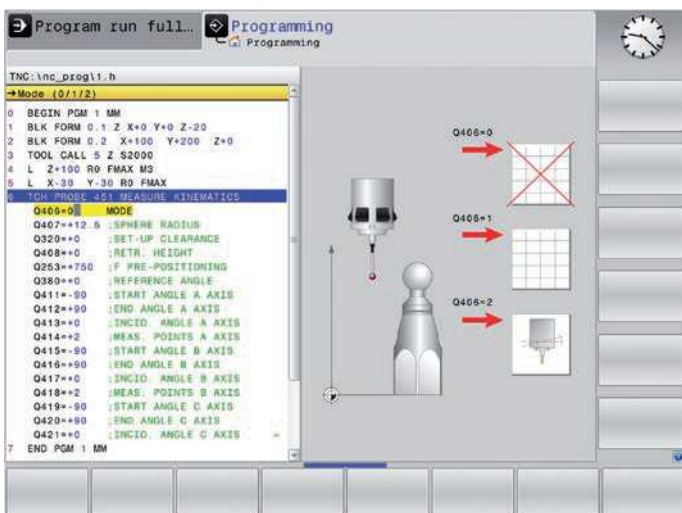 Program run full...
Programming
Programming
TNC:\nc_prog\1.h
→Mode (0/1/2)
0 BEGIN PGM 1 MM
1 BLK FORM 0.1 Z X+0 Y+0 Z-20
2 BLK FORM 0.2 X+100 Y+200 Z+0
3 TOOL CALL 5 Z S2000
4 L Z+100 R0 FMAX M3
5 L X-30 Y-30 R0 FMAX
6 TCH PROBE 451 MEASURE KINEMATICS
Q406=0 MODE
Q407=+12.5 ;SPHERE RADIUS
Q320=+0 ;SET-UP CLEARANCE
Q408=+0 ;RETR. HEIGHT
Q253=+750 ;F PRE-POSITIONING
Q380=+0 ;REFERENCE ANGLE
Q411=-90 ;START ANGLE A AXIS
Q412=+90 ;END ANGLE A AXIS
Q413=+0 ;INCID. ANGLE A AXIS
Q414=+2 ;MEAS. POINTS A AXIS
Q415=-90 ;START ANGLE B AXIS
Q416=+90 ;END ANGLE B AXIS
Q417=+0 ;INCID. ANGLE B AXIS
Q418=+2 ;MEAS. POINTS B AXIS
Q419=-90 ;START ANGLE C AXIS
Q420=+90 ;END ANGLE C AXIS
Q421=+0 ;INCID. ANGLE C AXIS
7 END PGM 1 MM
Q406=0
Q406=1
Q406=2